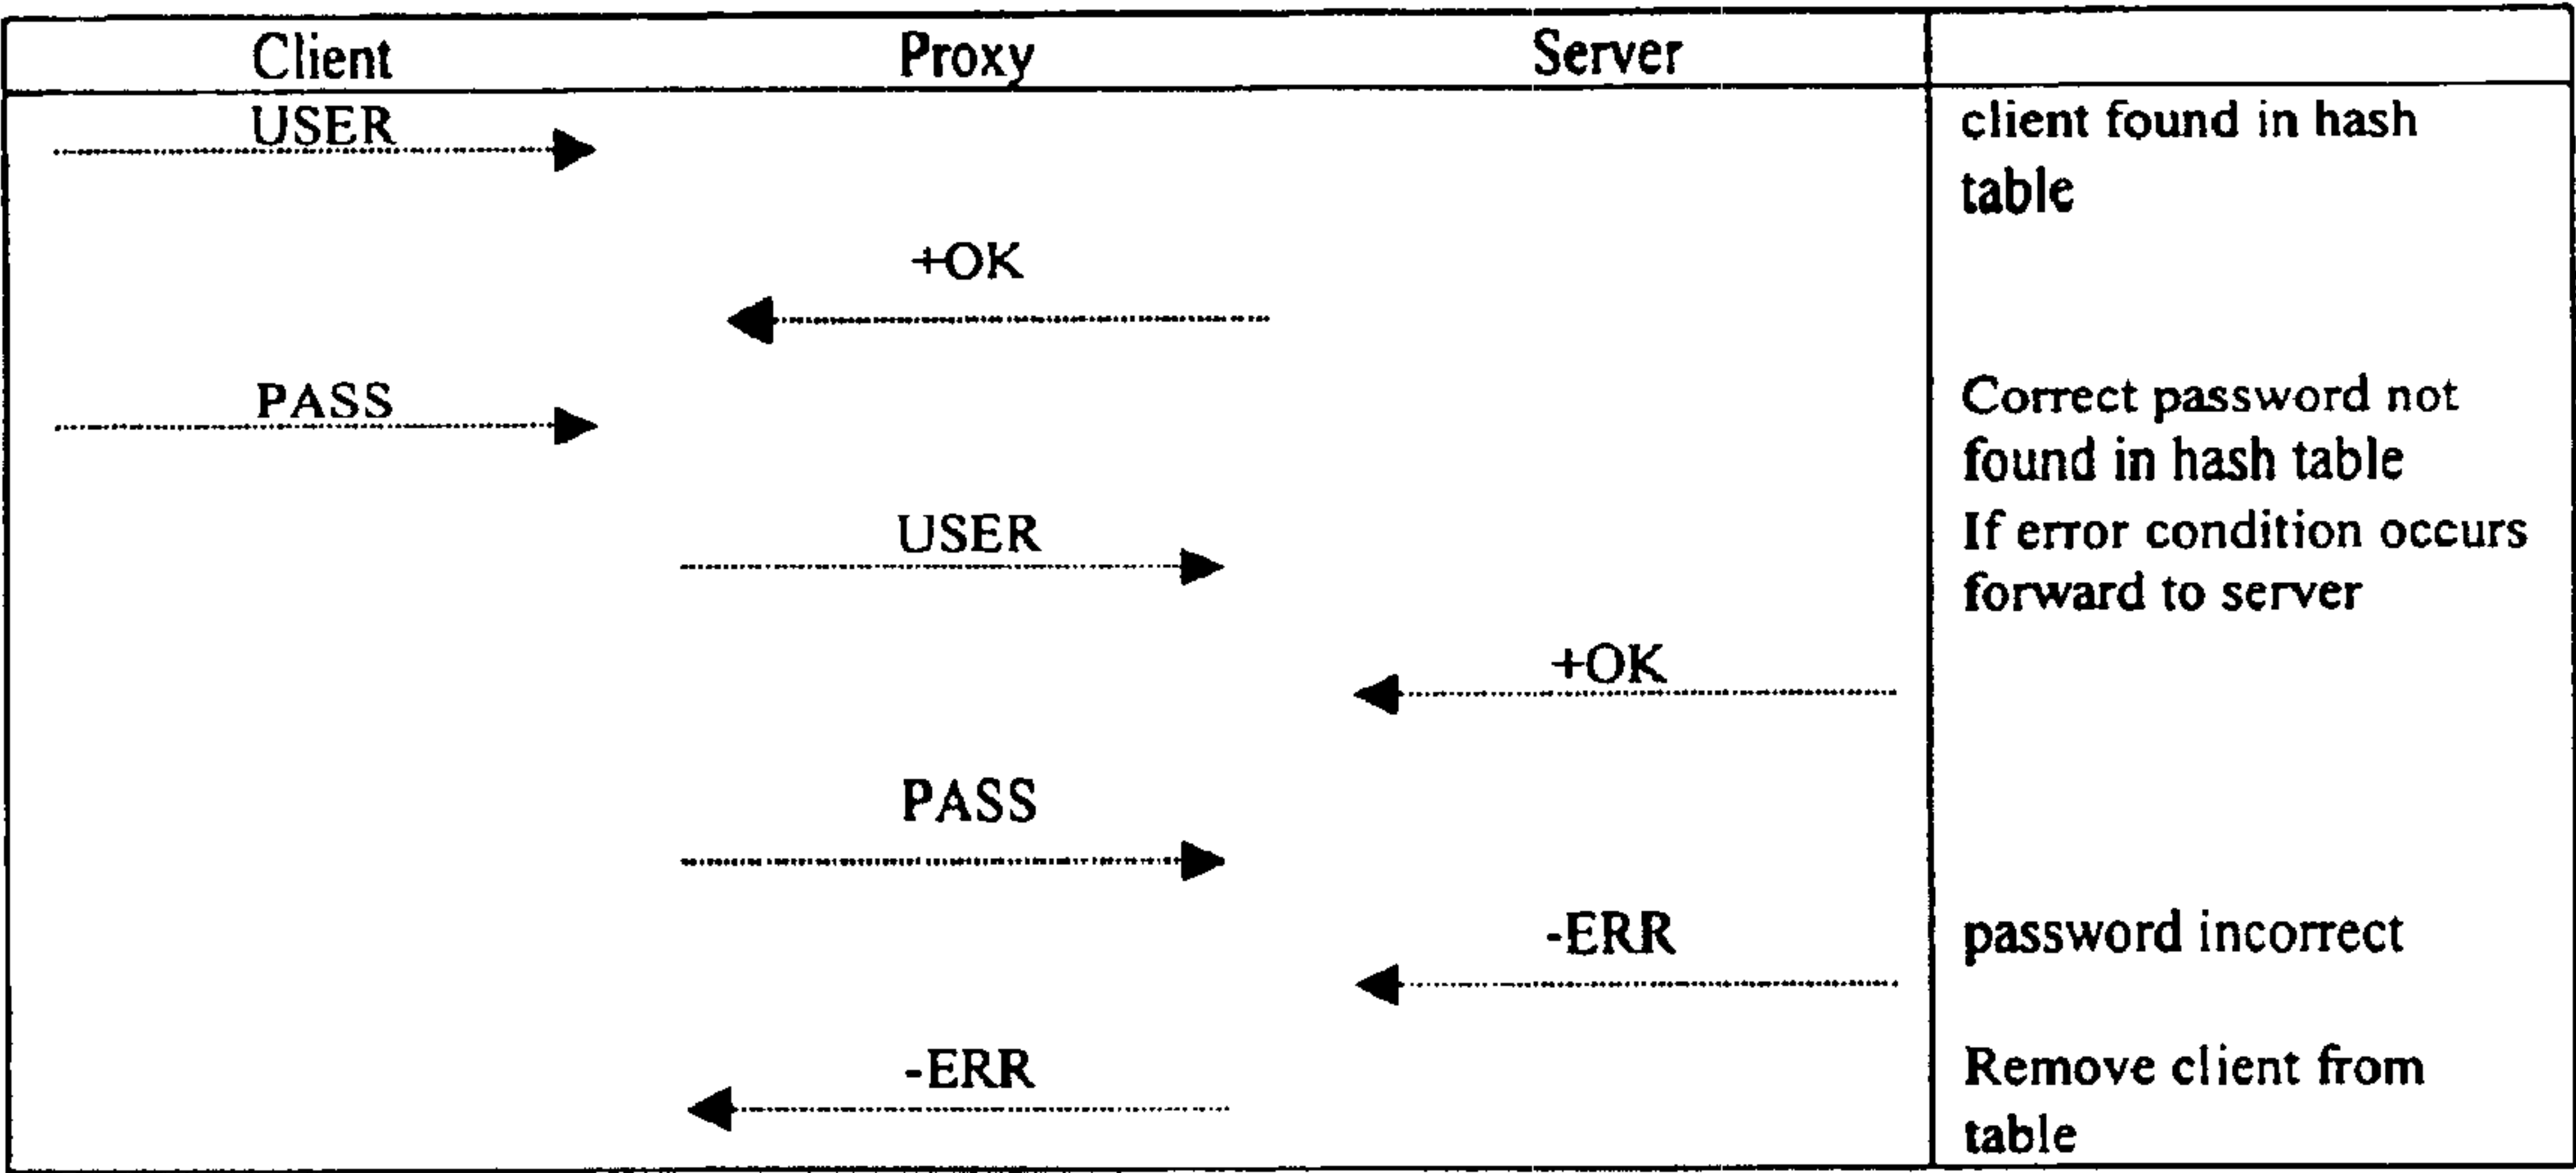 Client Proxy Server
USER
client found in hash
table
+OK
PASS
Correct password not
found in hash table
USER
If error condition occurs
forward to server
+OK
PASS
-ERR
password incorrect
-ERR
Remove client from
table